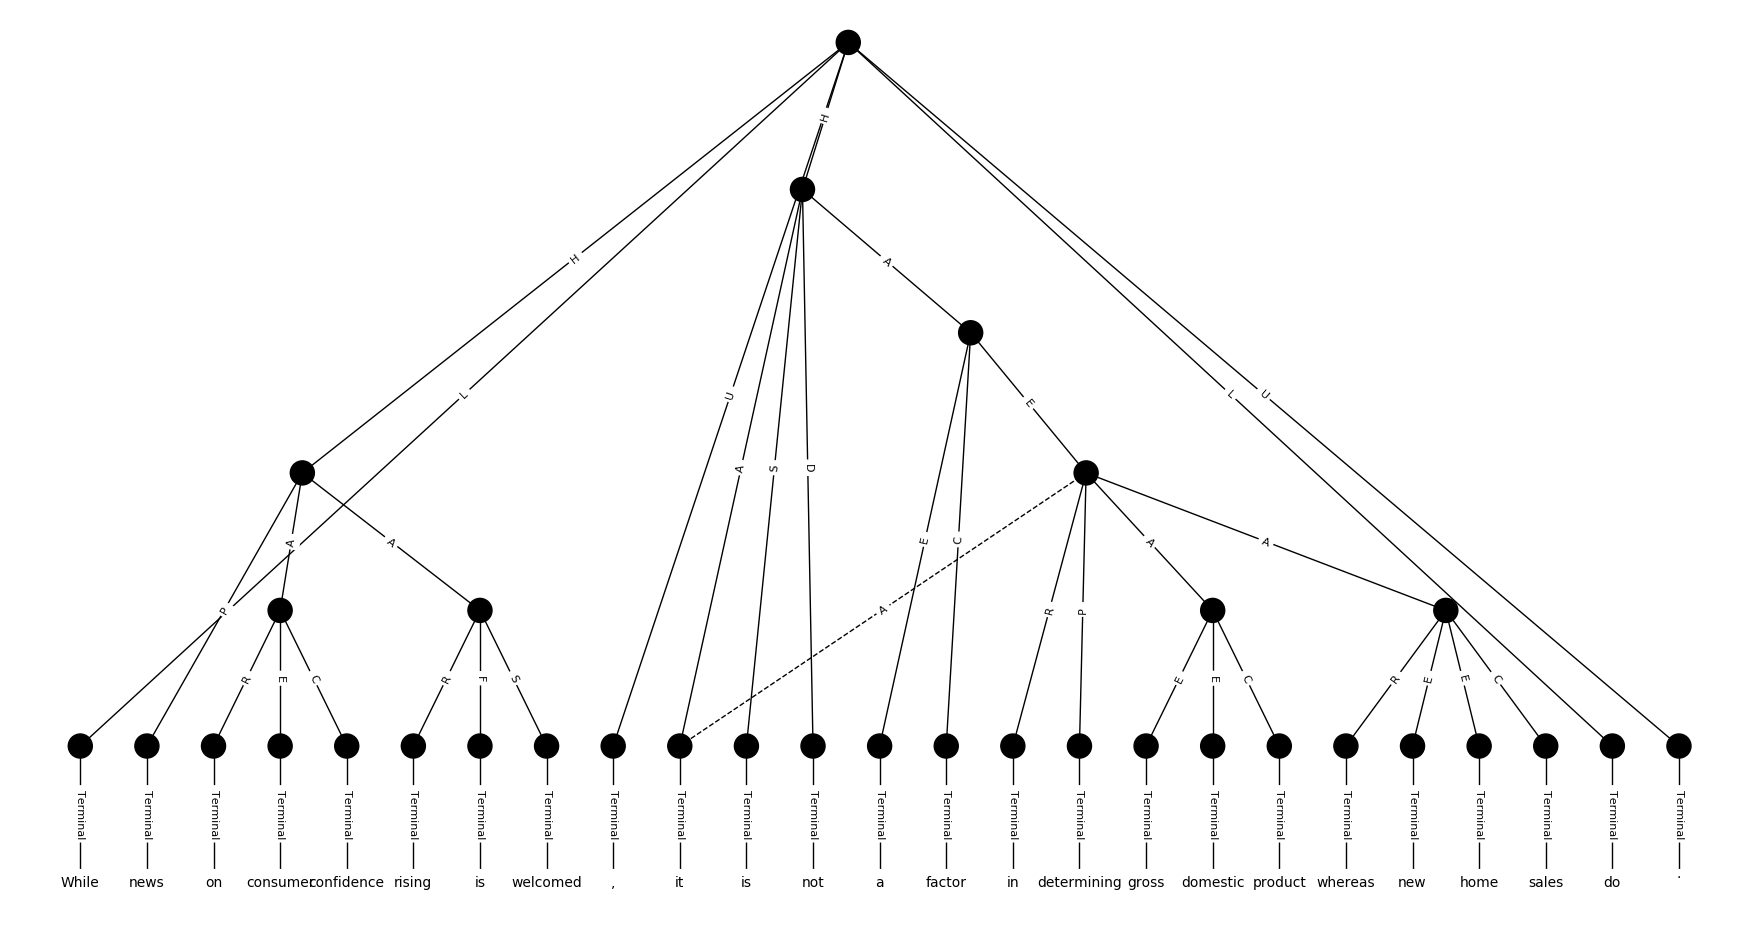 H
H
A
L
U
L
U
E
A
S
D
A
A
A
E
C
A
P
A
R
P
R
E
C
R
F
S
E
E
C
R
E
E
C
Terminal Terminal Terminal Terminal Terminal Terminal Terminal Terminal Terminal Terminal Terminal Terminal Terminal Terminal Terminal Terminal Terminal Terminal Terminal Terminal Terminal Terminal Terminal Terminal Terminal
While news on consumer confidence rising is welcomed , it is not a factor in determining gross domestic product whereas new home sales do .